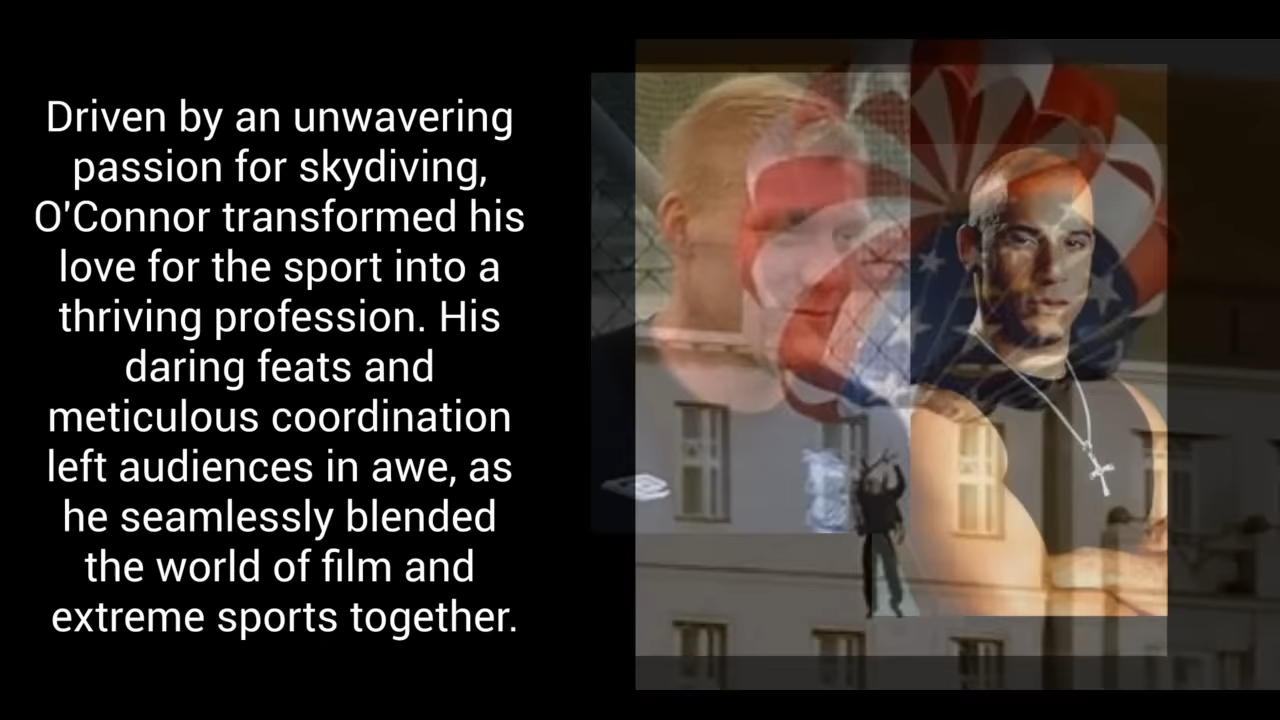 Driven by an unwavering
passion for skydiving,
O'Connor transformed his
love for the sport into a
thriving profession. His
daring feats and
meticulous coordination
left audiences in awe, as
he seamlessly blended
the world of film and
extreme sports together.